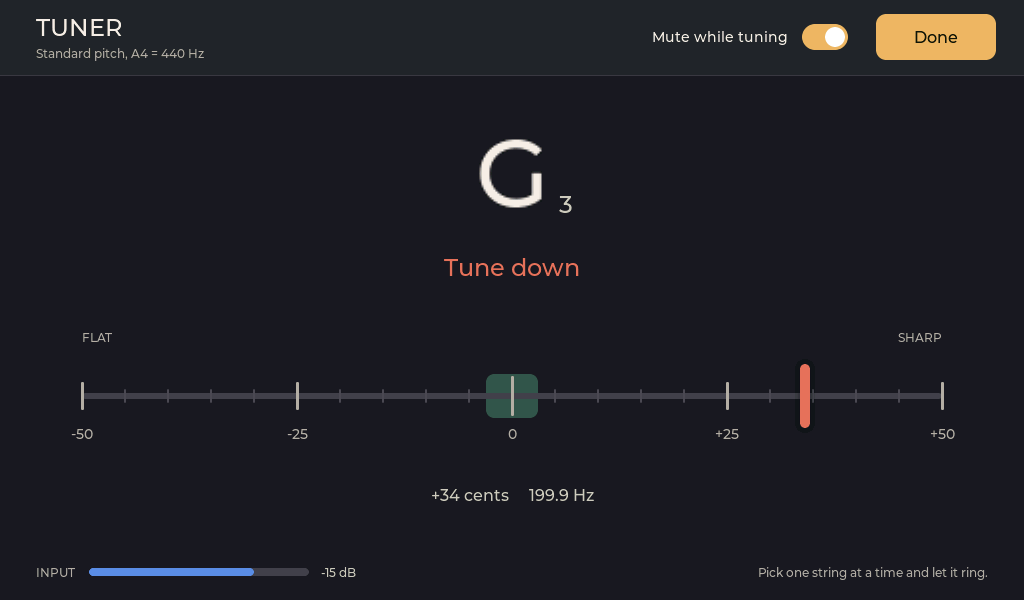 TUNER
Standard pitch, A4 = 440 Hz
Mute while tuning
Done
G 3
Tune down
FLAT
SHARP
-50
-25
0
+25
+50
+34 cents
199.9 Hz
INPUT
-15 dB
Pick one string at a time and let it ring.